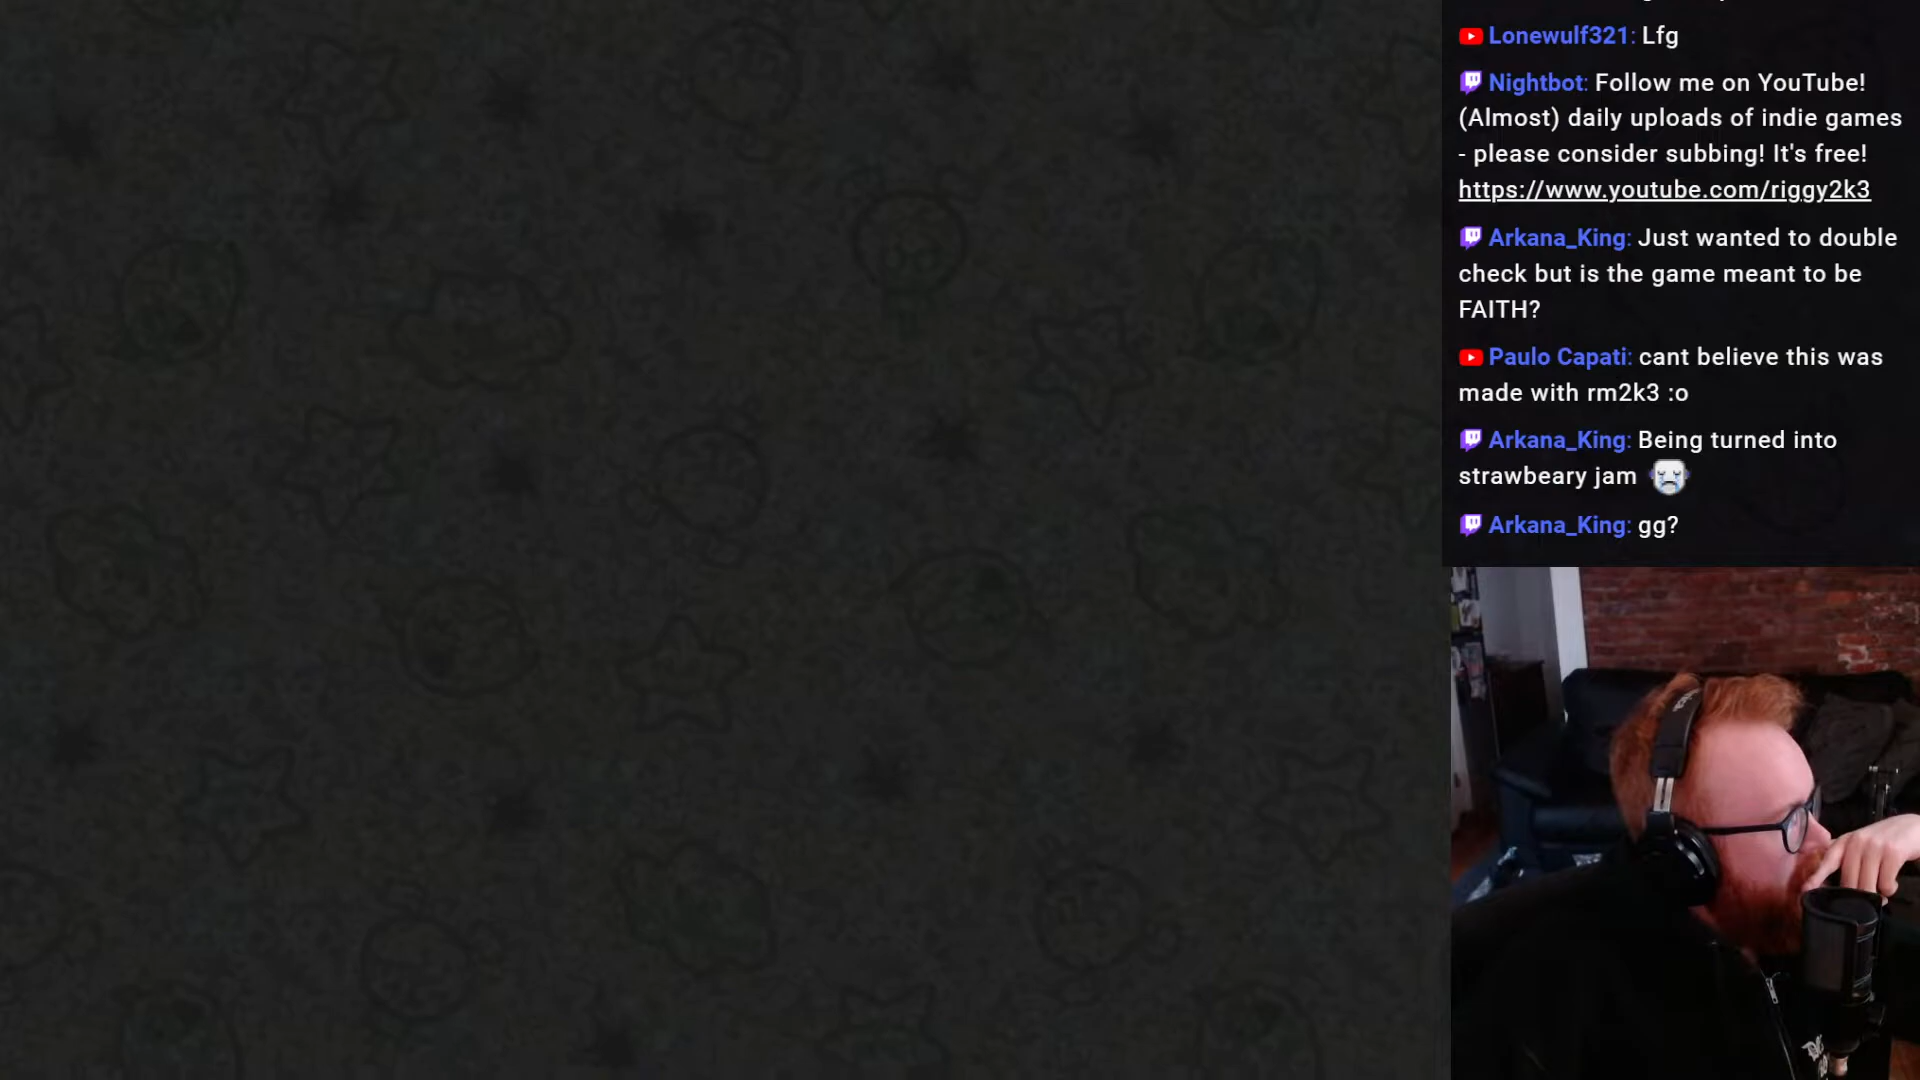 Lonewulf321: Lfg
Nightbot: Follow me on YouTube!
(Almost) daily uploads of indie games
- please consider subbing! It's free!
https://www.youtube.com/riggy2k3
Arkana_King: Just wanted to double
check but is the game meant to be
FAITH?
Paulo Capati: cant believe this was
made with rm2k3 :o
Arkana_King: Being turned into
strawbeary jam
Arkana_King: gg?